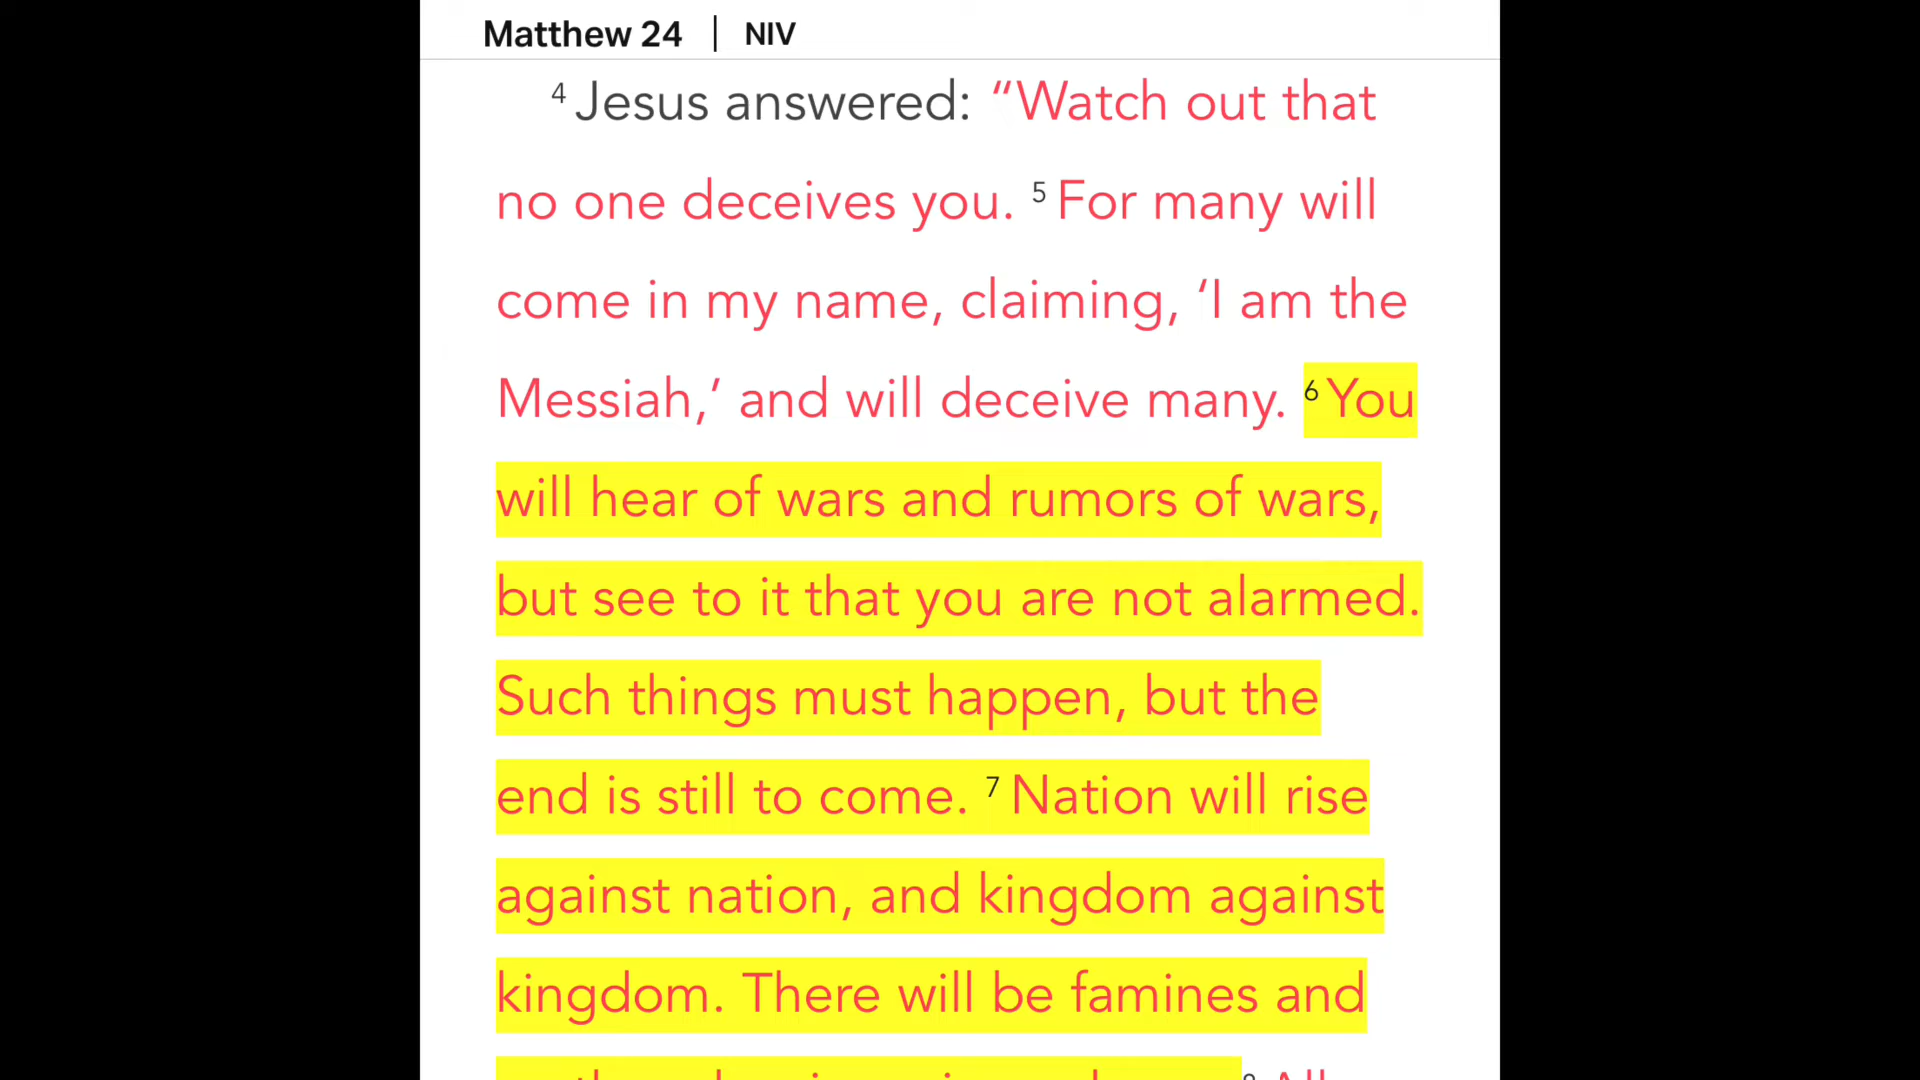 Matthew 24 | NIV
4 Jesus answered: “Watch out that
no one deceives you. 5 For many will
come in my name, claiming, ‘I am the
Messiah,’ and will deceive many. 6 You
will hear of wars and rumors of wars,
but see to it that you are not alarmed.
Such things must happen, but the
end is still to come. 7 Nation will rise
against nation, and kingdom against
kingdom. There will be famines and